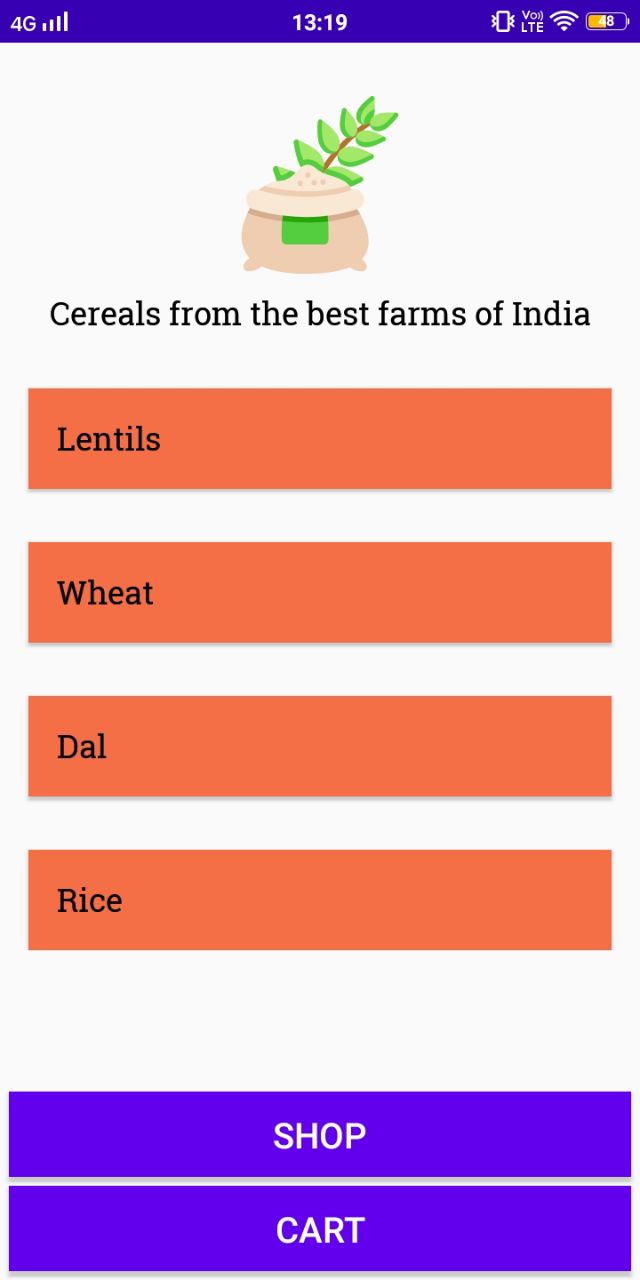 4G 13:19 Vo)) LTE 48
Cereals from the best farms of India
Lentils
Wheat
Dal
Rice
SHOP
CART